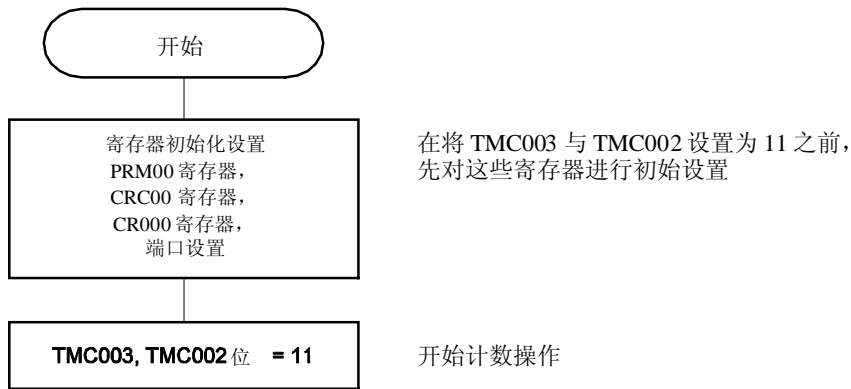 开始
寄存器初始化设置
PRM00 寄存器，
CRC00 寄存器，
CR000 寄存器，
端口设置
在将 TMC003 与 TMC002 设置为 11 之前，
先对这些寄存器进行初始设置
TMC003, TMC002 位 = 11
开始计数操作